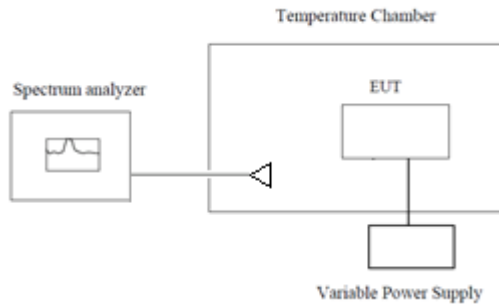 Temperature Chamber
Spectrum analyzer
EUT
Variable Power Supply